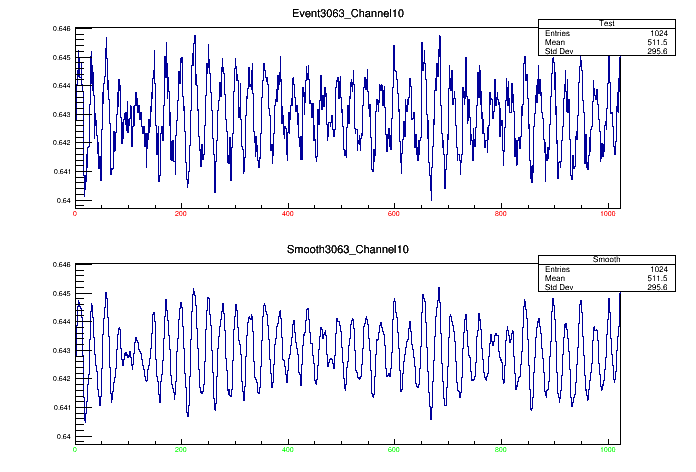 Event3063_Channel10
Test
Entries 1024
Mean 511.5
Std Dev 295.6
0.646
0.645
0.644
0.643
0.642
0.641
0.64
0 200 400 600 800 1000
Smooth3063_Channel10
Smooth
Entries 1024
Mean 511.5
Std Dev 295.6
0.646
0.645
0.644
0.643
0.642
0.641
0.64
0 200 400 600 800 1000